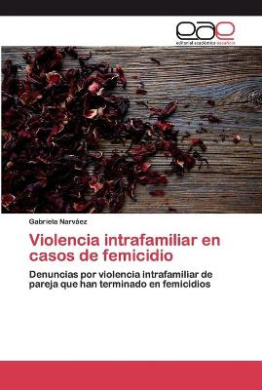 eae
editorial académica española
Gabriela Narváez
Violencia intrafamiliar en
casos de femicidio
Denuncias por violencia intrafamiliar de
pareja que han terminado en femicidios